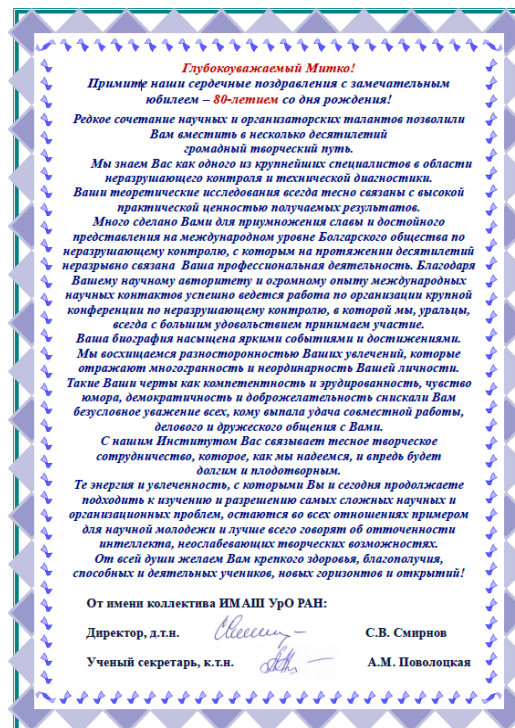 Глубокоуважаемый Митко!
Примите наши сердечные поздравления с замечательным
юбилеем – 80-летием со дня рождения!
Редкое сочетание научных и организаторских талантов позволили
Вам вместить в несколько десятилетий
громадный творческий путь.
Мы знаем Вас как одного из крупнейших специалистов в области
неразрушающего контроля и технической диагностики.
Ваши теоретические исследования всегда тесно связаны с высокой
практической ценностью получаемых результатов.
Много сделано Вами для приумножения славы и достойного
представления на международном уровне Болгарского общества по
неразрушающему контролю, с которым на протяжении десятилетий
неразрывно связана Ваша профессиональная деятельность. Благодаря
Вашему научному авторитету и огромному опыту международных
научных контактов успешно ведется работа по организации крупной
конференции по неразрушающему контролю, в которой мы, уральцы,
всегда с большим удовольствием принимаем участие.
Ваша биография насыщена яркими событиями и достижениями.
Мы восхищаемся разносторонностью Ваших увлечений, которые
отражают многогранность и неординарность Вашей личности.
Такие Ваши черты как компетентность и эрудированность, чувство
юмора, демократичность и доброжелательность снискали Вам
безусловное уважение всех, кому выпала удача совместной работы,
делового и дружеского общения с Вами.
С нашим Институтом Вас связывает тесное творческое
сотрудничество, которое, как мы надеемся, и впредь будет
долгим и плодотворным.
Те энергия и увлеченность, с которыми Вы и сегодня продолжаете
подходить к изучению и разрешению самых сложных научных и
организационных проблем, остаются во всех отношениях примером
для научной молодежи и лучше всего говорят об отточенности
интеллекта, неослабевающих творческих возможностях.
От всей души желаем Вам крепкого здоровья, благополучия,
способных и деятельных учеников, новых горизонтов и открытий!
От имени коллектива ИМАШ УрО РАН:
Директор, д.т.н. С.В. Смирнов
Ученый секретарь, к.т.н. А.М. Поволоцкая